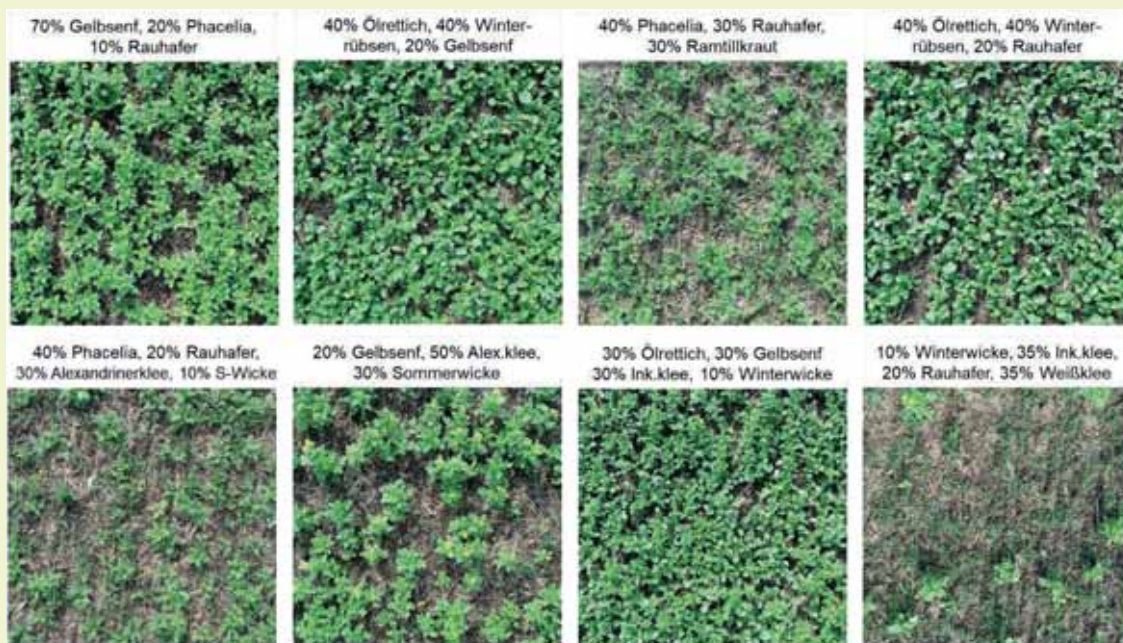 70% Gelbsenf, 20% Phacelia,
10% Rauhafer
40% Ölrettich, 40% Winter-
rübsen, 20% Gelbsenf
40% Phacelia, 30% Rauhafer,
30% Ramtillkraut
40% Ölrettich, 40% Winter-
rübsen, 20% Rauhafer
40% Phacelia, 20% Rauhafer,
30% Alexandrinerklee, 10% S-Wicke
20% Gelbsenf, 50% Alex.klee,
30% Sommerwicke
30% Ölrettich, 30% Gelbsenf
30% Ink.klee, 10% Winterwicke
10% Winterwicke, 35% Ink.klee,
20% Rauhafer, 35% Weißklee